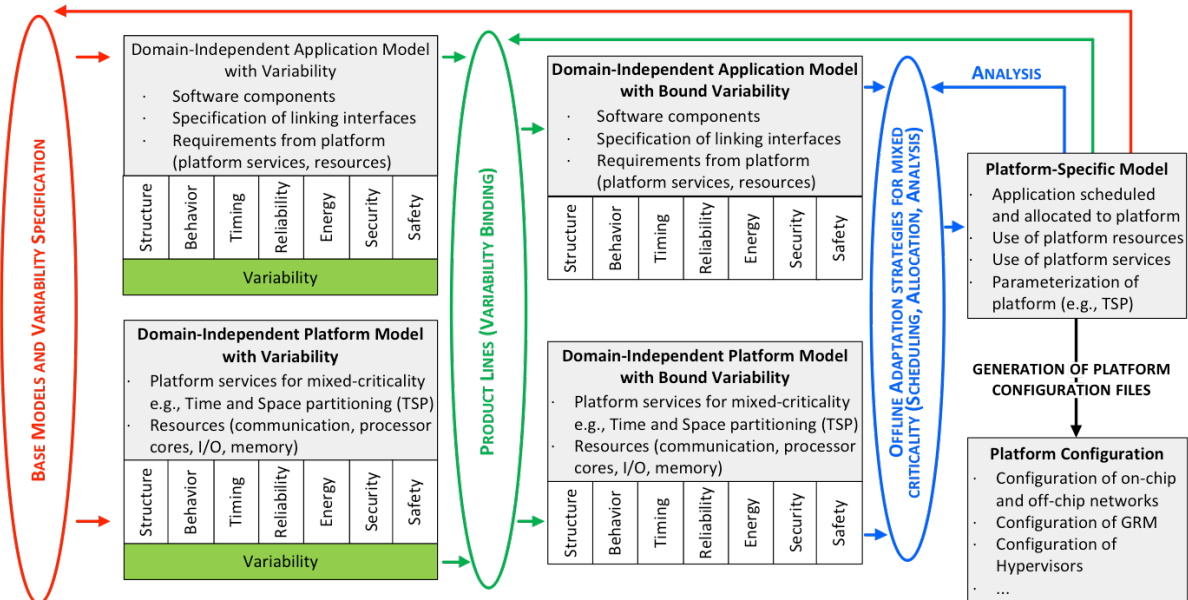 BASE MODELS AND VARIABILITY SPECIFICATION
Domain-Independent Application Model
with Variability
· Software components
· Specification of linking interfaces
· Requirements from platform
(platform services, resources)
Structure
Behavior
Timing
Reliability
Energy
Security
Safety
Variability
Domain-Independent Platform Model
with Variability
· Platform services for mixed-criticality
e.g., Time and Space partitioning (TSP)
· Resources (communication, processor
cores, I/O, memory)
Structure
Behavior
Timing
Reliability
Energy
Security
Safety
Variability
PRODUCT LINES (VARIABILITY BINDING)
Domain-Independent Application Model
with Bound Variability
· Software components
· Specification of linking interfaces
· Requirements from platform
(platform services, resources)
Structure
Behavior
Timing
Reliability
Energy
Security
Safety
Domain-Independent Platform Model
with Bound Variability
· Platform services for mixed-criticality
e.g., Time and Space partitioning (TSP)
· Resources (communication, processor
cores, I/O, memory)
Structure
Behavior
Timing
Reliability
Energy
Security
Safety
OFFLINE ADAPTATION STRATEGIES FOR MIXED
CRITICALITY (SCHEDULING, ALLOCATION, ANALYSIS)
ANALYSIS
Platform-Specific Model
· Application scheduled
and allocated to platform
· Use of platform resources
· Use of platform services
· Parameterization of
platform (e.g., TSP)
GENERATION OF PLATFORM
CONFIGURATION FILES
Platform Configuration
· Configuration of on-chip
and off-chip networks
· Configuration of GRM
· Configuration of
Hypervisors
· ...